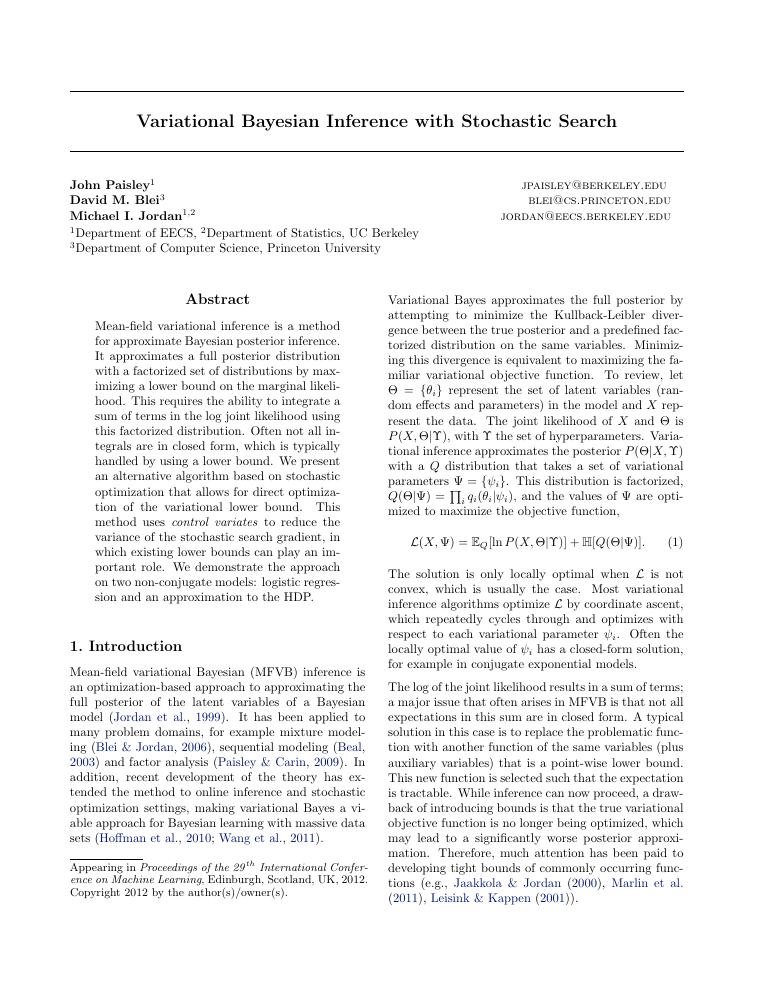 Variational Bayesian Inference with Stochastic Search
John Paisley¹ JPAISLEY@BERKELEY.EDU
David M. Blei³ BLEI@CS.PRINCETON.EDU
Michael I. Jordan¹,² JORDAN@EECS.BERKELEY.EDU
¹Department of EECS, ²Department of Statistics, UC Berkeley
³Department of Computer Science, Princeton University
Abstract
Mean-field variational inference is a method
for approximate Bayesian posterior inference.
It approximates a full posterior distribution
with a factorized set of distributions by max-
imizing a lower bound on the marginal likeli-
hood. This requires the ability to integrate a
sum of terms in the log joint likelihood using
this factorized distribution. Often not all in-
tegrals are in closed form, which is typically
handled by using a lower bound. We present
an alternative algorithm based on stochastic
optimization that allows for direct optimiza-
tion of the variational lower bound. This
method uses control variates to reduce the
variance of the stochastic search gradient, in
which existing lower bounds can play an im-
portant role. We demonstrate the approach
on two non-conjugate models: logistic regres-
sion and an approximation to the HDP.
1. Introduction
Mean-field variational Bayesian (MFVB) inference is
an optimization-based approach to approximating the
full posterior of the latent variables of a Bayesian
model (Jordan et al., 1999). It has been applied to
many problem domains, for example mixture model-
ing (Blei & Jordan, 2006), sequential modeling (Beal,
2003) and factor analysis (Paisley & Carin, 2009). In
addition, recent development of the theory has ex-
tended the method to online inference and stochastic
optimization settings, making variational Bayes a vi-
able approach for Bayesian learning with massive data
sets (Hoffman et al., 2010; Wang et al., 2011).
Appearing in Proceedings of the 29th International Confer-
ence on Machine Learning, Edinburgh, Scotland, UK, 2012.
Copyright 2012 by the author(s)/owner(s).
Variational Bayes approximates the full posterior by
attempting to minimize the Kullback-Leibler diver-
gence between the true posterior and a predefined fac-
torized distribution on the same variables. Minimiz-
ing this divergence is equivalent to maximizing the fa-
miliar variational objective function. To review, let
Θ = {θᵢ} represent the set of latent variables (ran-
dom effects and parameters) in the model and X rep-
resent the data. The joint likelihood of X and Θ is
P(X, Θ|Υ), with Υ the set of hyperparameters. Varia-
tional inference approximates the posterior P(Θ|X, Υ)
with a Q distribution that takes a set of variational
parameters Ψ = {ψᵢ}. This distribution is factorized,
Q(Θ|Ψ) = ∏ᵢ qᵢ(θᵢ|ψᵢ), and the values of Ψ are opti-
mized to maximize the objective function,
ℒ(X, Ψ) = 𝔼_Q[ln P(X, Θ|Υ)] + ℍ[Q(Θ|Ψ)]. (1)
The solution is only locally optimal when ℒ is not
convex, which is usually the case. Most variational
inference algorithms optimize ℒ by coordinate ascent,
which repeatedly cycles through and optimizes with
respect to each variational parameter ψᵢ. Often the
locally optimal value of ψᵢ has a closed-form solution,
for example in conjugate exponential models.
The log of the joint likelihood results in a sum of terms;
a major issue that often arises in MFVB is that not all
expectations in this sum are in closed form. A typical
solution in this case is to replace the problematic func-
tion with another function of the same variables (plus
auxiliary variables) that is a point-wise lower bound.
This new function is selected such that the expectation
is tractable. While inference can now proceed, a draw-
back of introducing bounds is that the true variational
objective function is no longer being optimized, which
may lead to a significantly worse posterior approxi-
mation. Therefore, much attention has been paid to
developing tight bounds of commonly occurring func-
tions (e.g., Jaakkola & Jordan (2000), Marlin et al.
(2011), Leisink & Kappen (2001)).